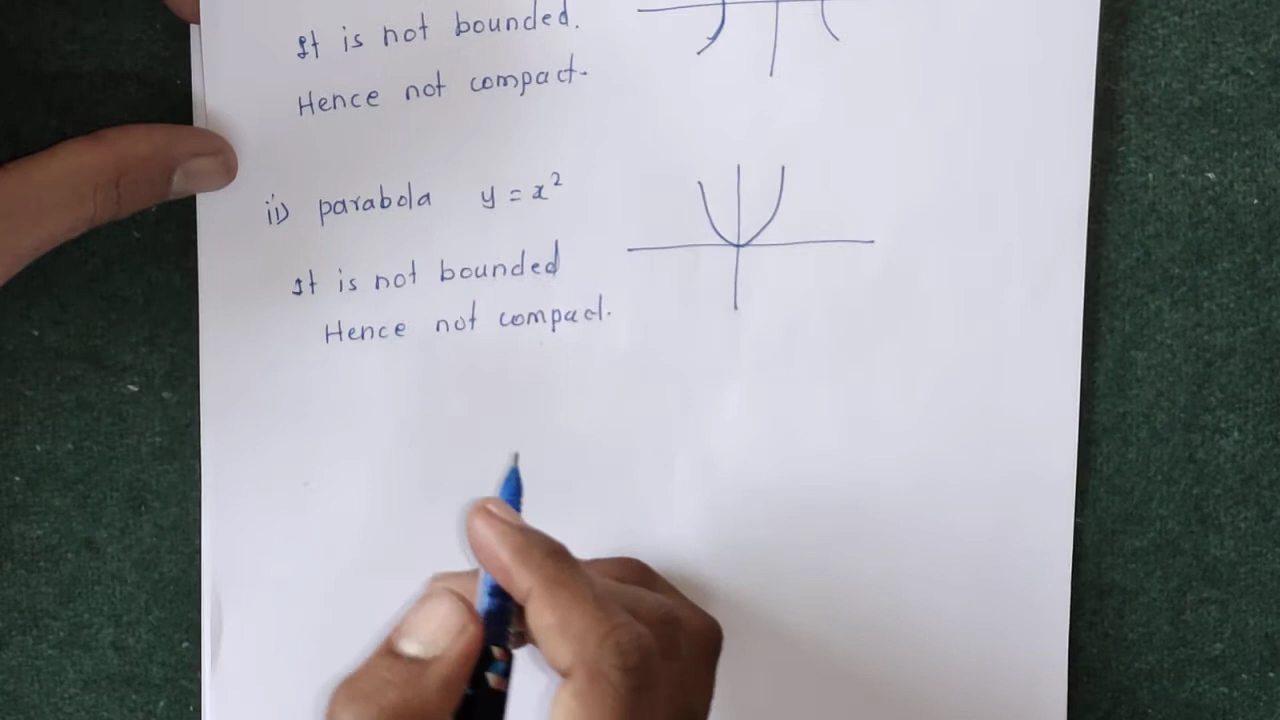 It is not bounded.
Hence not compact.
ii) parabola y = x²
It is not bounded
Hence not compact.